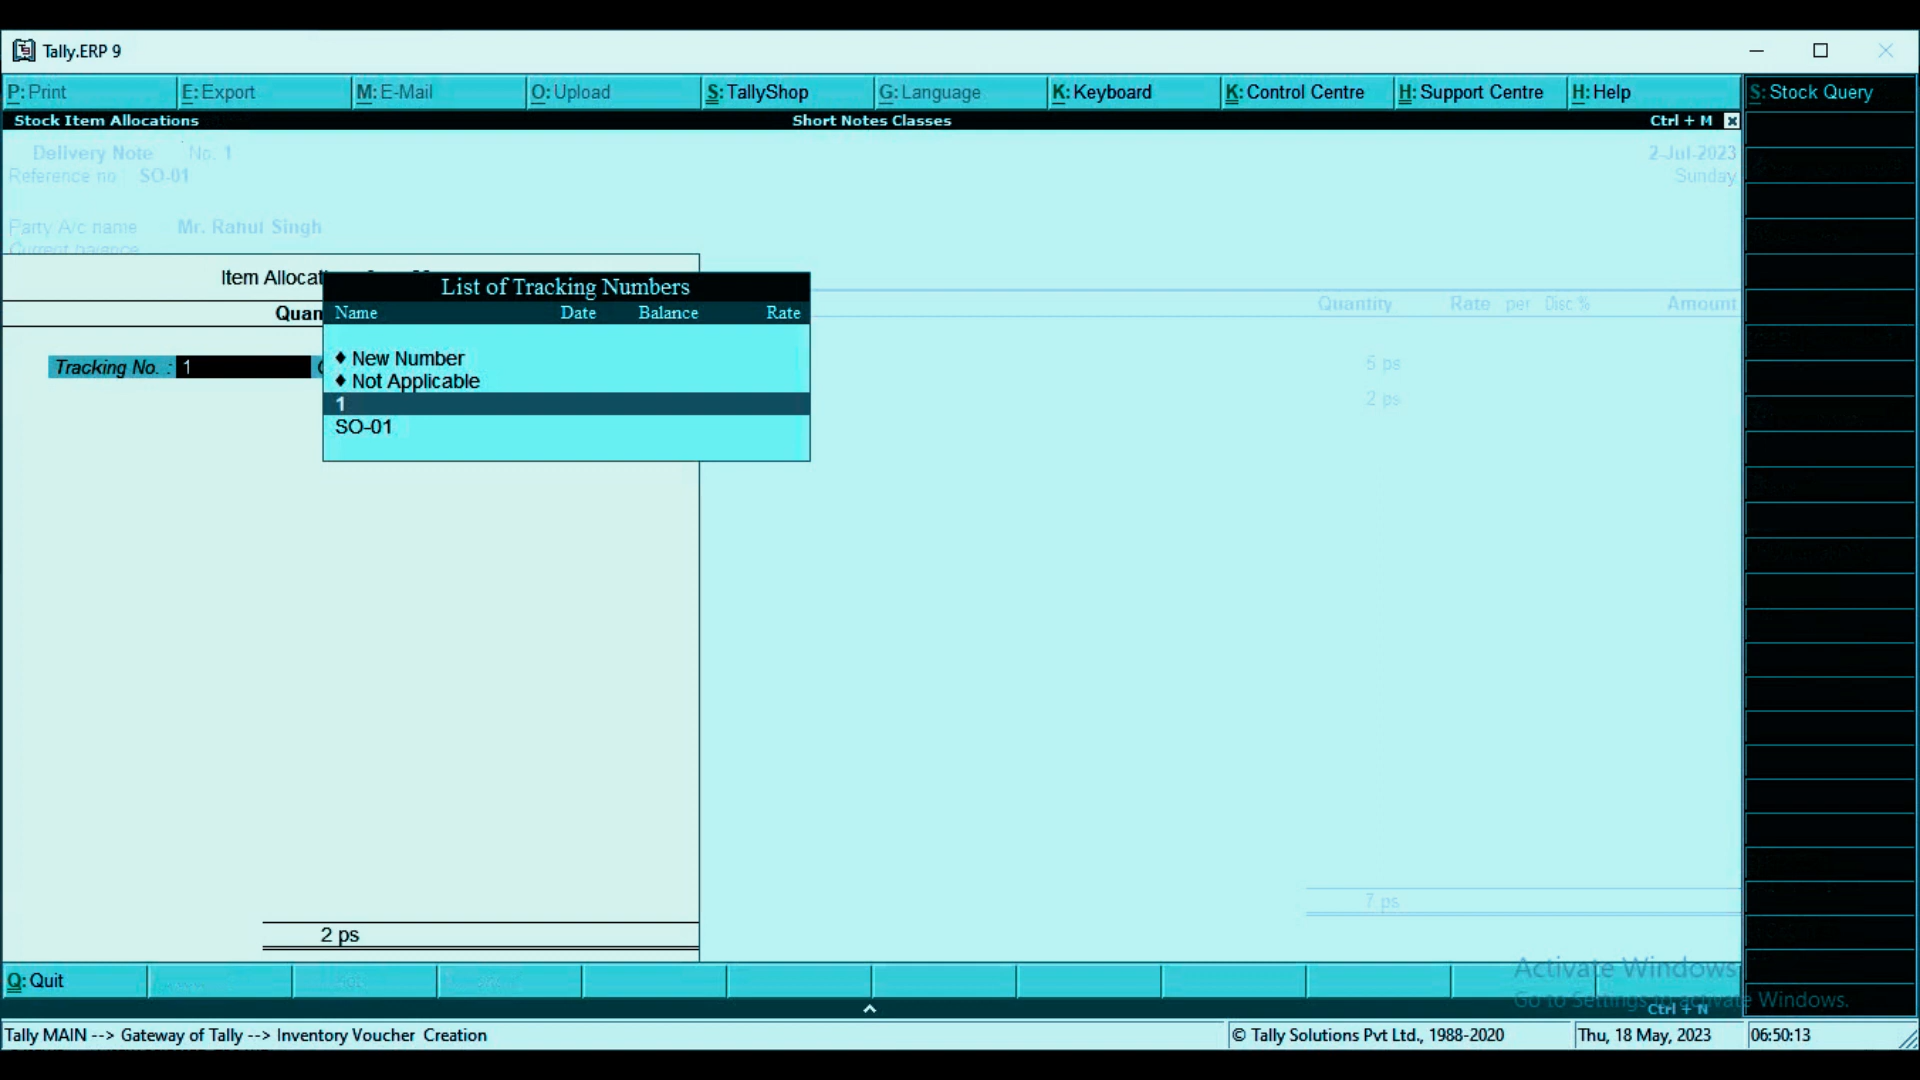 Tally.ERP 9
P: Print E: Export M: E-Mail O: Upload S: TallyShop G: Language K: Keyboard K: Control Centre H: Support Centre H: Help S: Stock Query
Stock Item Allocations Short Notes Classes Ctrl + M
Delivery Note No. 1 2-Jul-2023
Reference no. : SO-01 Sunday
Party A/c name Mr. Rahul Singh
Current balance :
Item Allocat
List of Tracking Numbers
Quan Name Date Balance Rate
Quantity Rate per Disc % Amount
♦ New Number
Tracking No. : 1
5 ps
♦ Not Applicable
1
2 ps
SO-01
7 ps
2 ps
Q: Quit
Activate Windows
Go to Settings to activate Windows.
Ctrl + N
Tally MAIN --> Gateway of Tally --> Inventory Voucher Creation © Tally Solutions Pvt Ltd., 1988-2020 Thu, 18 May, 2023 06:50:13